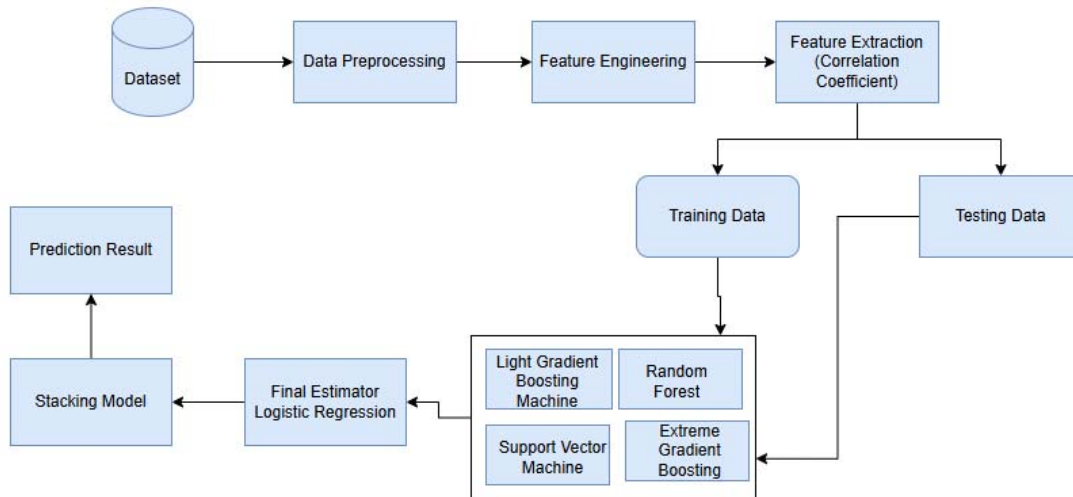 Dataset
Data Preprocessing
Feature Engineering
Feature Extraction
(Correlation
Coefficient)
Training Data
Testing Data
Prediction Result
Light Gradient
Boosting
Machine
Random
Forest
Stacking Model
Final Estimator
Logistic Regression
Support Vector
Machine
Extreme
Gradient
Boosting